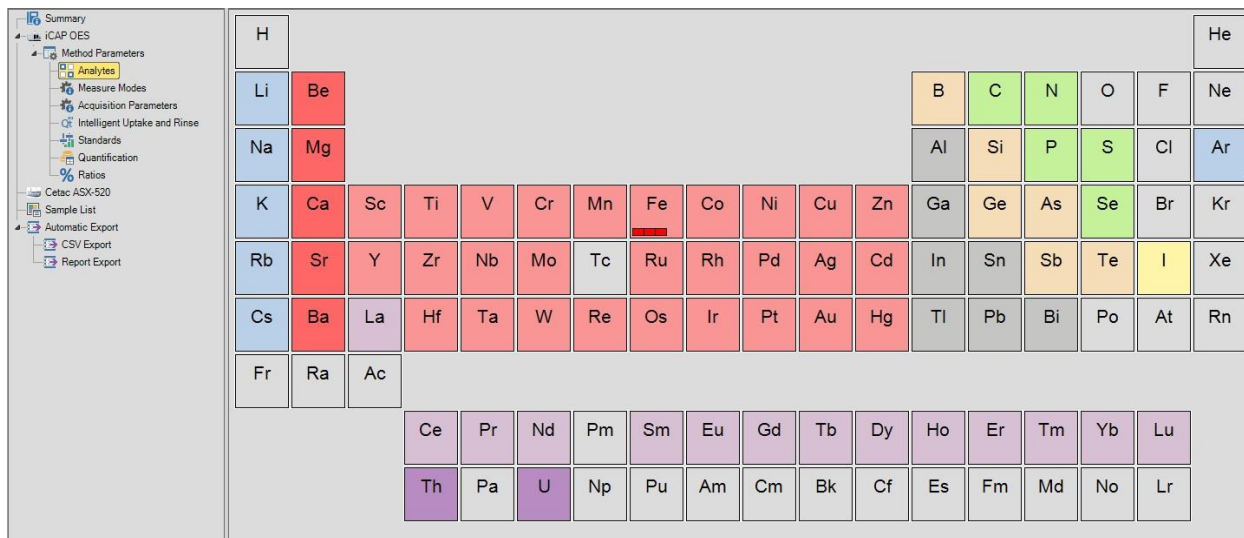 Summary
iCAP OES
Method Parameters
Analytes
Measure Modes
Acquisition Parameters
Intelligent Uptake and Rinse
Standards
Quantification
Ratios
Cetac ASX-520
Sample List
Automatic Export
CSV Export
Report Export
H He
Li Be B C N O F Ne
Na Mg Al Si P S Cl Ar
K Ca Sc Ti V Cr Mn Fe Co Ni Cu Zn Ga Ge As Se Br Kr
Rb Sr Y Zr Nb Mo Tc Ru Rh Pd Ag Cd In Sn Sb Te I Xe
Cs Ba La Hf Ta W Re Os Ir Pt Au Hg Tl Pb Bi Po At Rn
Fr Ra Ac
Ce Pr Nd Pm Sm Eu Gd Tb Dy Ho Er Tm Yb Lu
Th Pa U Np Pu Am Cm Bk Cf Es Fm Md No Lr